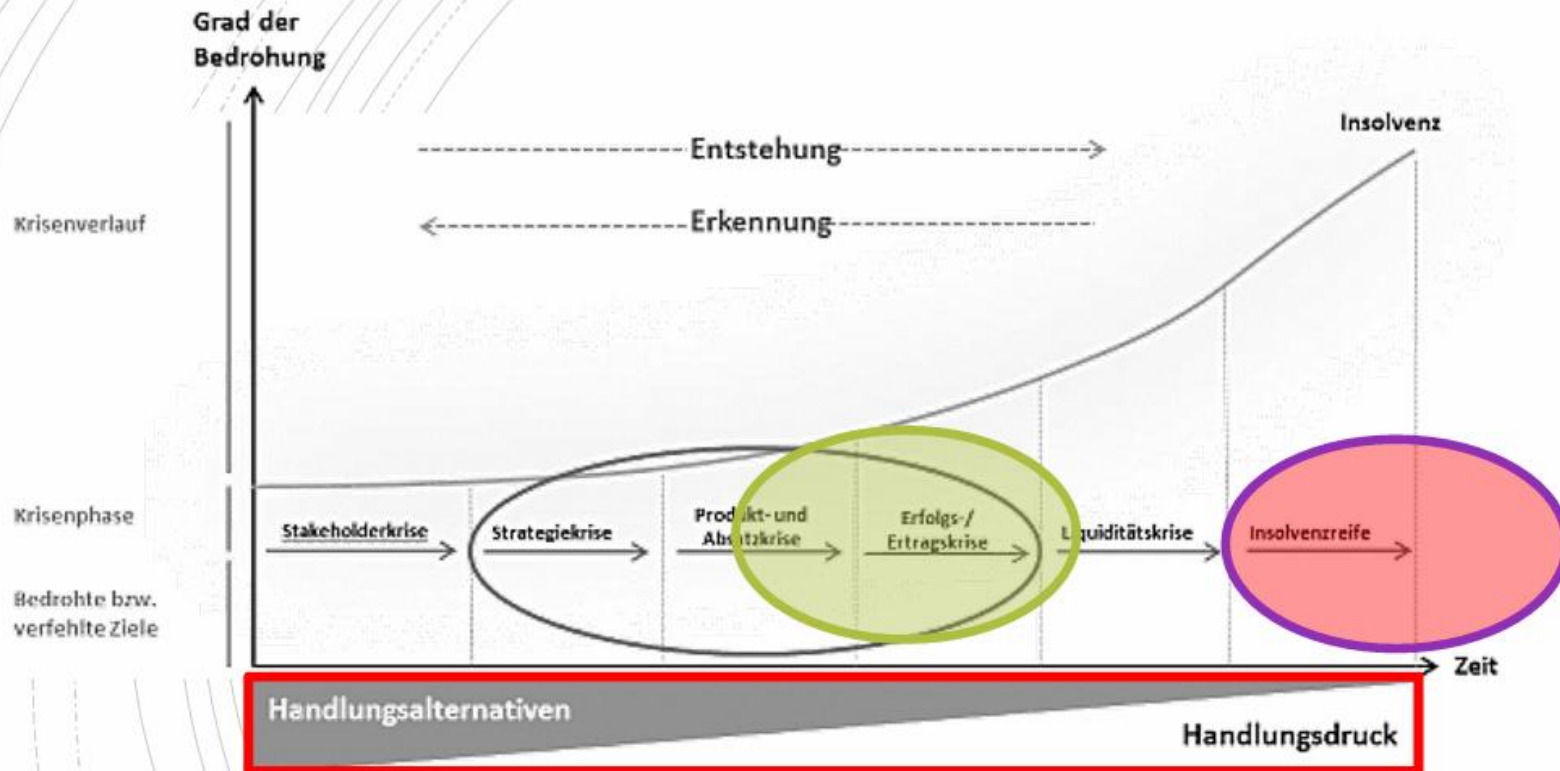 Grad der
Bedrohung
Insolvenz
Entstehung
Krisenverlauf
Erkennung
Krisenphase
Stakeholderkrise
Strategiekrise
Produkt- und
Absatzkrise
Erfolgs-/
Ertragskrise
Liquiditätskrise
Insolvenzreife
Bedrohte bzw.
verfehlte Ziele
Zeit
Handlungsalternativen
Handlungsdruck